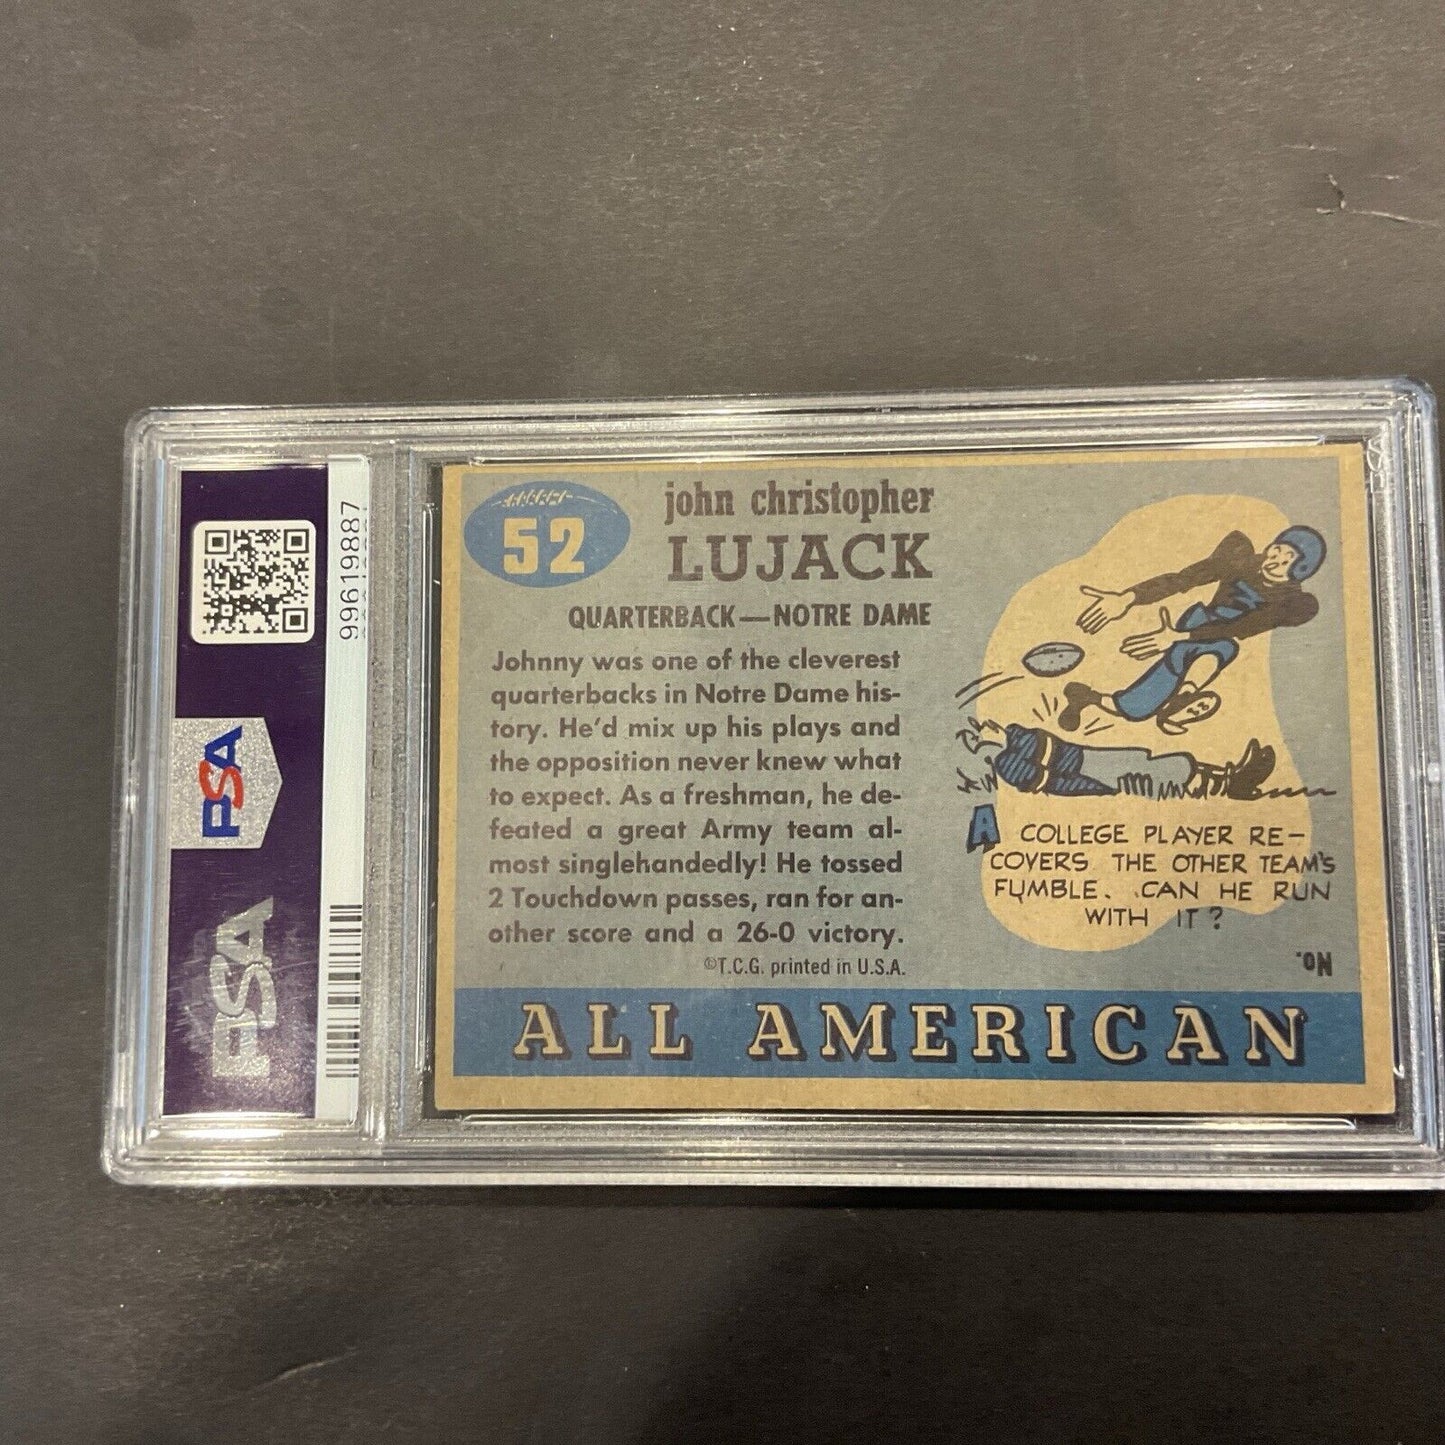 99619887
PSA
PSA
52
john christopher
LUJACK
QUARTERBACK—NOTRE DAME
Johnny was one of the cleverest
quarterbacks in Notre Dame his-
tory. He'd mix up his plays and
the opposition never knew what
to expect. As a freshman, he de-
feated a great Army team al-
most singlehandedly! He tossed
2 Touchdown passes, ran for an-
other score and a 26-0 victory.
©T.C.G. printed in U.S.A.
A COLLEGE PLAYER RE-
COVERS THE OTHER TEAM'S
FUMBLE. CAN HE RUN
WITH IT?
NO.
ALL AMERICAN